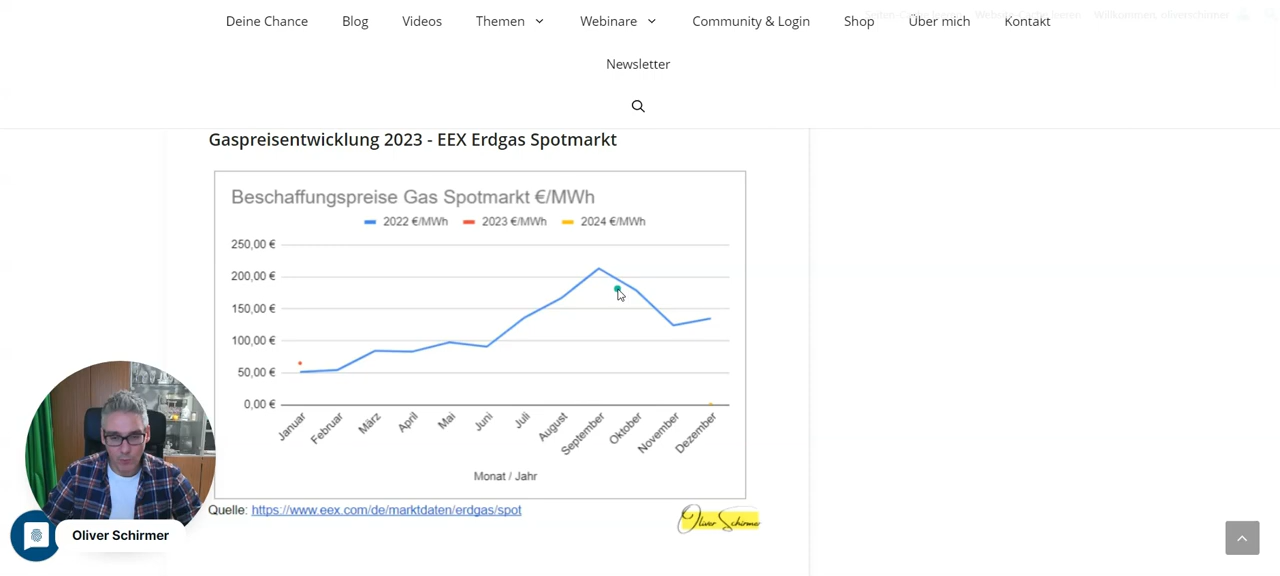 Deine Chance Blog Videos Themen Webinare Community & Login Shop Über mich Kontakt
Newsletter
Gaspreisentwicklung 2023 - EEX Erdgas Spotmarkt
Beschaffungspreise Gas Spotmarkt €/MWh
2022 €/MWh 2023 €/MWh 2024 €/MWh
250,00 €
200,00 €
150,00 €
100,00 €
50,00 €
0,00 €
Januar Februar März April Mai Juni Juli August September Oktober November Dezember
Monat / Jahr
Quelle: https://www.eex.com/de/marktdaten/erdgas/spot
Oliver Schirmer
Oliver Schirmer